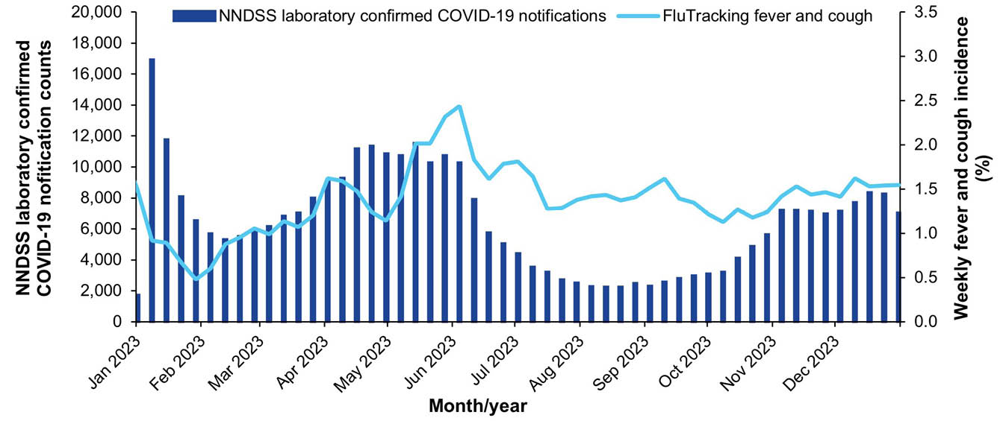 NNDSS laboratory confirmed COVID-19 notifications
FluTracking fever and cough
NNDSS laboratory confirmed
COVID-19 nofitication counts
20,000
18,000
16,000
14,000
12,000
10,000
8,000
6,000
4,000
2,000
0
3.5
3.0
2.5
2.0
1.5
1.0
0.5
0.0
Weekly fever and cough incidence
(%)
Jan 2023
Feb 2023
Mar 2023
Apr 2023
May 2023
Jun 2023
Jul 2023
Aug 2023
Sep 2023
Oct 2023
Nov 2023
Dec 2023
Month/year